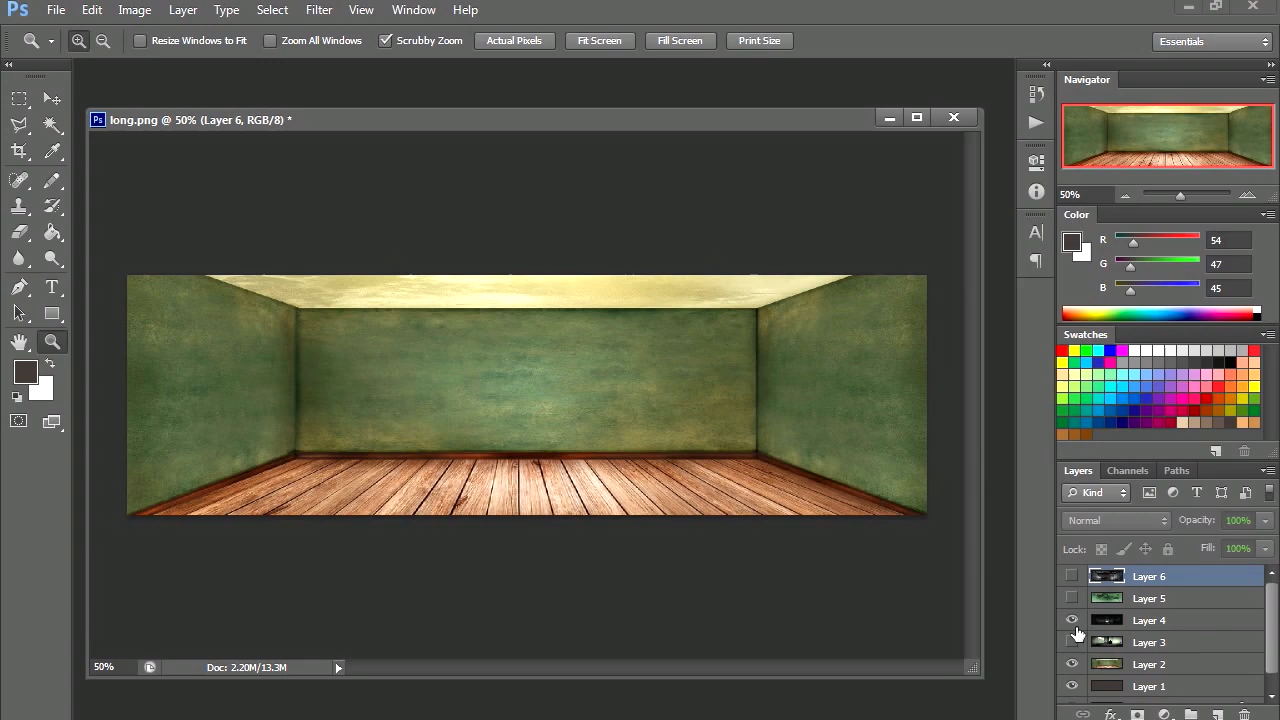 Ps File Edit Image Layer Type Select Filter View Window Help
Resize Windows to Fit Zoom All Windows Scrubby Zoom Actual Pixels Fit Screen Fill Screen Print Size Essentials
Navigator
Ps long.png @ 50% (Layer 6, RGB/8) *
50%
Color
R 54
G 47
B 45
Swatches
Layers Channels Paths
Kind
Normal Opacity: 100%
Lock: Fill: 100%
Layer 6
Layer 5
Layer 4
Layer 3
Layer 2
Layer 1
50% Doc: 2.20M/13.3M
fx